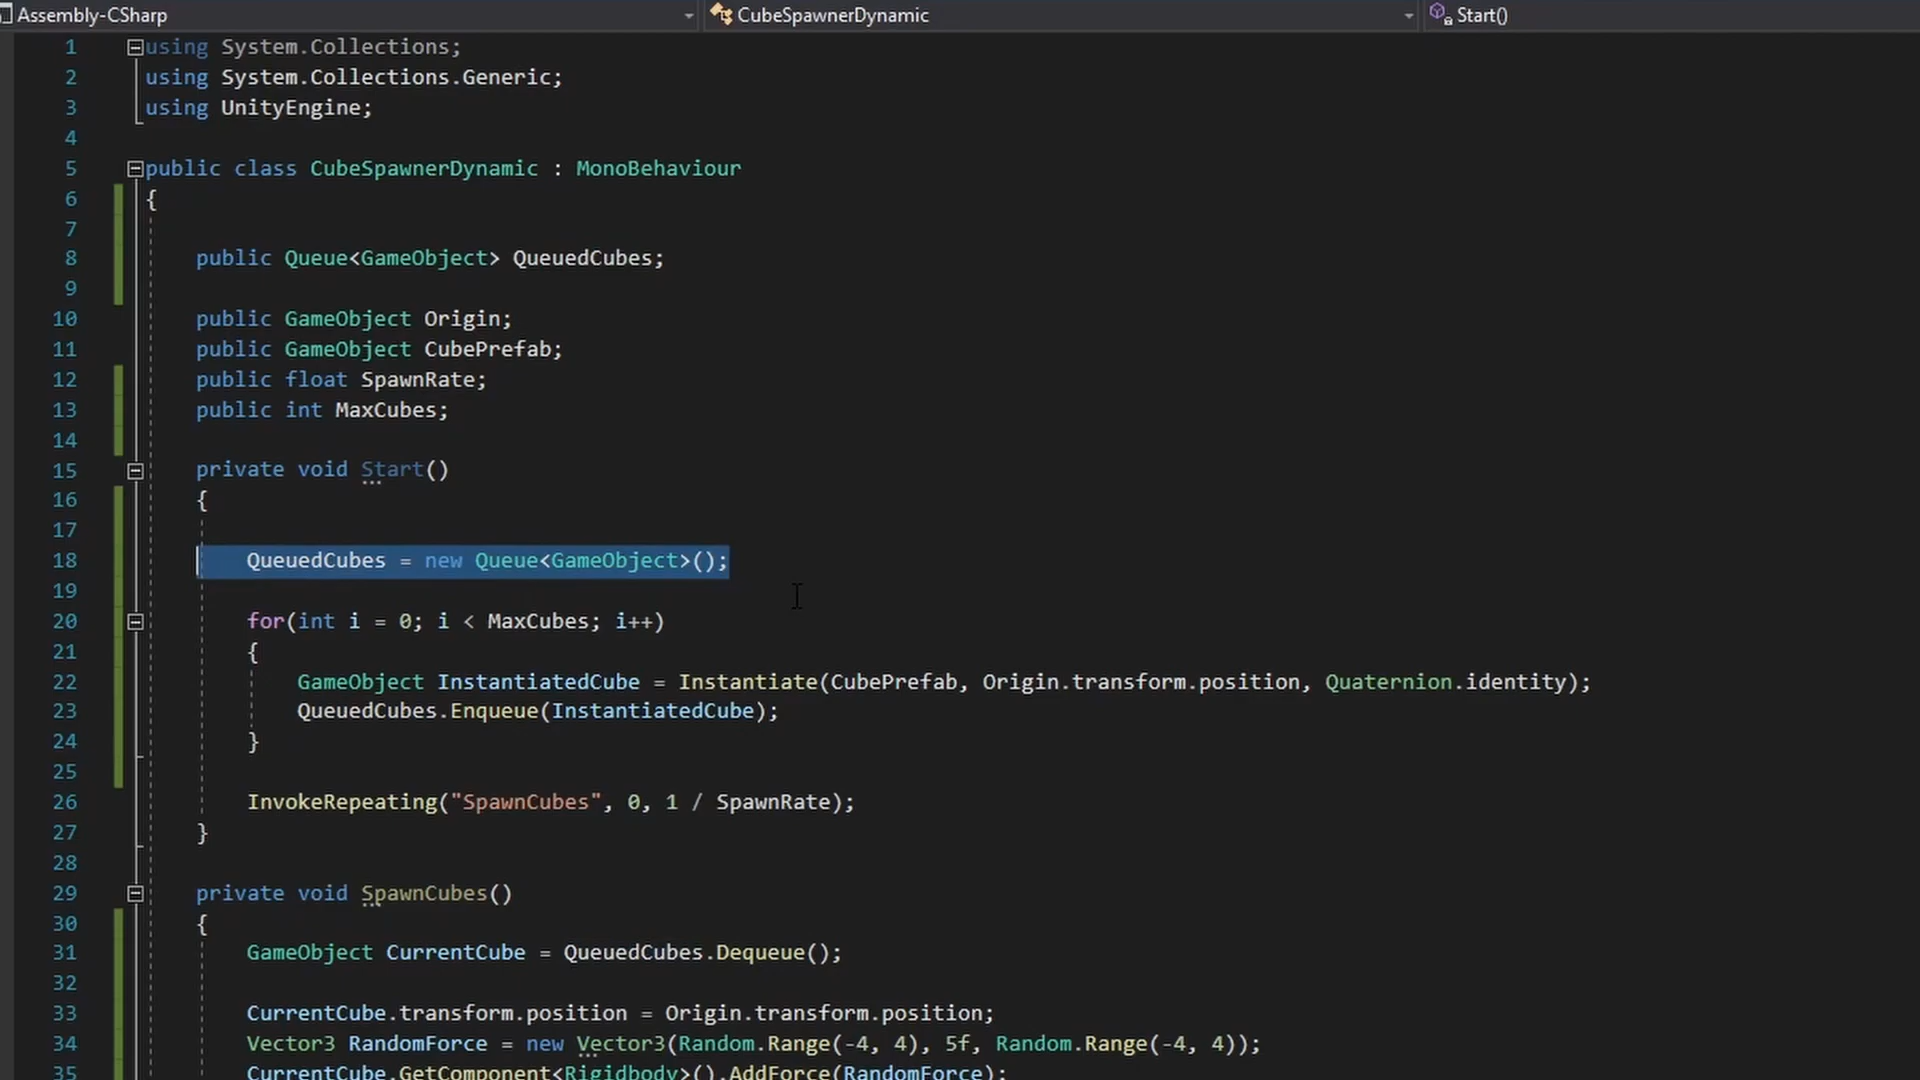 Assembly-CSharp CubeSpawnerDynamic Start()
1 using System.Collections;
2 using System.Collections.Generic;
3 using UnityEngine;
4
5 public class CubeSpawnerDynamic : MonoBehaviour
6 {
7
8 public Queue<GameObject> QueuedCubes;
9
10 public GameObject Origin;
11 public GameObject CubePrefab;
12 public float SpawnRate;
13 public int MaxCubes;
14
15 private void Start()
16 {
17
18 QueuedCubes = new Queue<GameObject>();
19
20 for(int i = 0; i < MaxCubes; i++)
21 {
22 GameObject InstantiatedCube = Instantiate(CubePrefab, Origin.transform.position, Quaternion.identity);
23 QueuedCubes.Enqueue(InstantiatedCube);
24 }
25
26 InvokeRepeating("SpawnCubes", 0, 1 / SpawnRate);
27 }
28
29 private void SpawnCubes()
30 {
31 GameObject CurrentCube = QueuedCubes.Dequeue();
32
33 CurrentCube.transform.position = Origin.transform.position;
34 Vector3 RandomForce = new Vector3(Random.Range(-4, 4), 5f, Random.Range(-4, 4));
35 CurrentCube.GetComponent<Rigidbody>().AddForce(RandomForce);